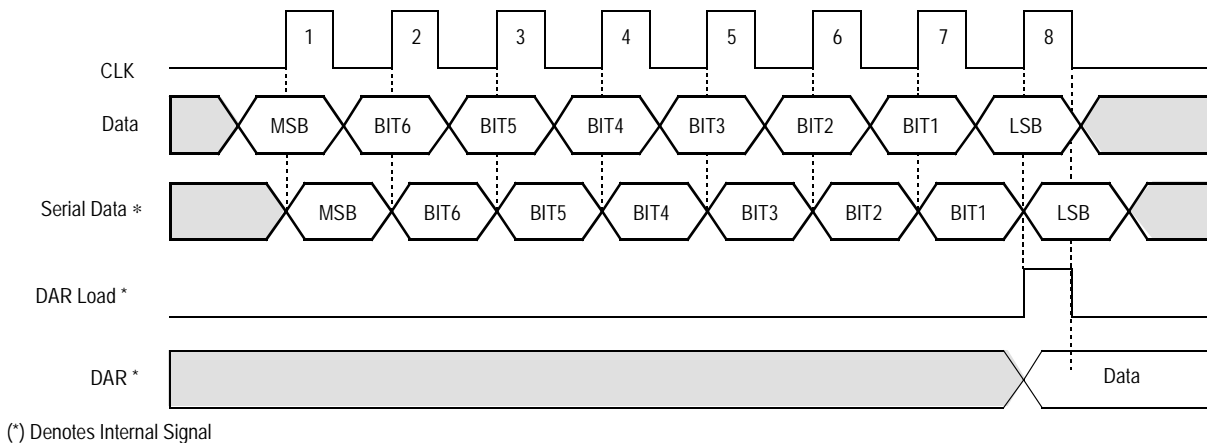 1 2 3 4 5 6 7 8
CLK
Data MSB BIT6 BIT5 BIT4 BIT3 BIT2 BIT1 LSB
Serial Data * MSB BIT6 BIT5 BIT4 BIT3 BIT2 BIT1 LSB
DAR Load *
DAR * Data
(*) Denotes Internal Signal